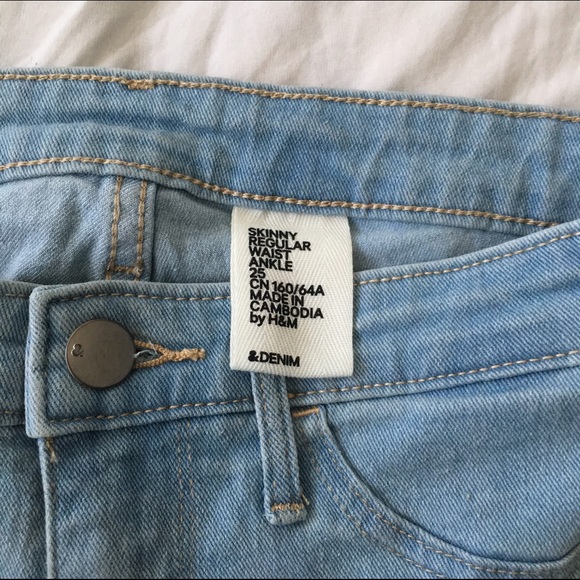 SKINNY
REGULAR
WAIST
ANKLE
25
CN 160/64A
MADE IN
CAMBODIA
by H&M
&DENIM
&